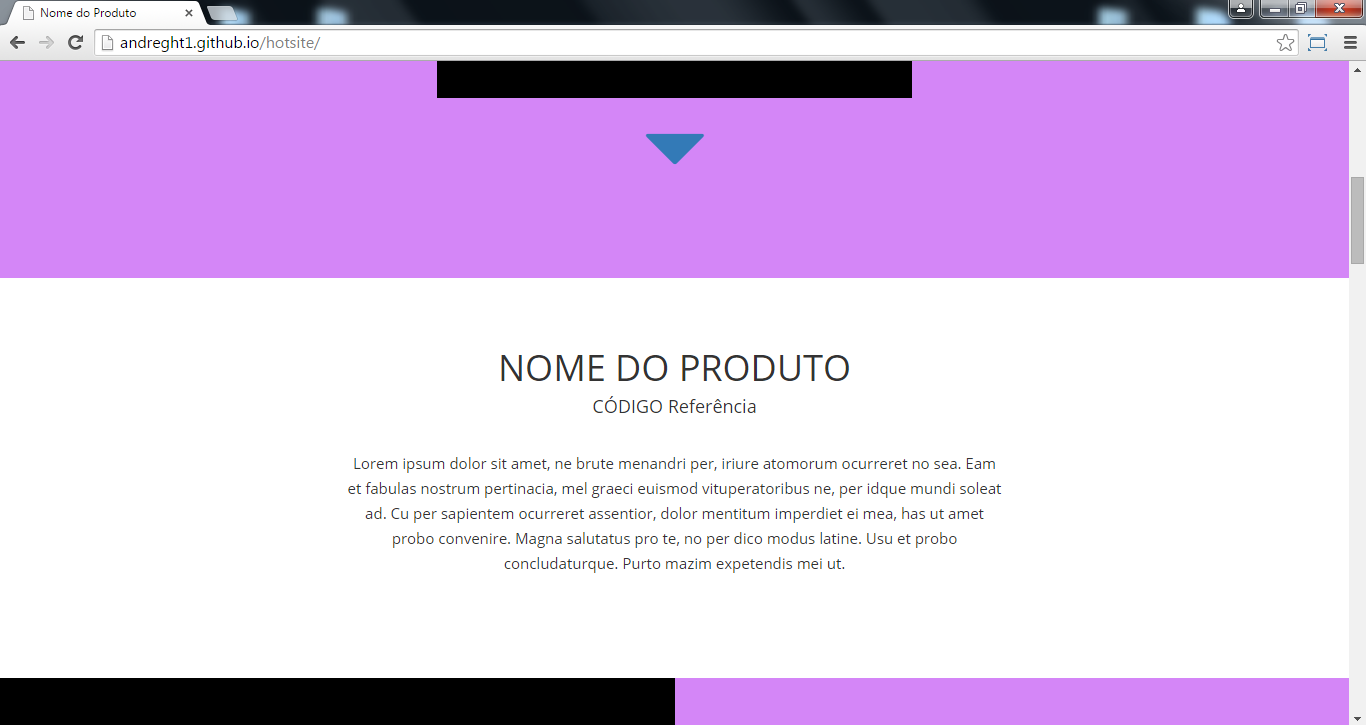 Nome do Produto
andreght1.github.io/hotsite/
NOME DO PRODUTO
CÓDIGO Referência
Lorem ipsum dolor sit amet, ne brute menandri per, iriure atomorum ocurreret no sea. Eam
et fabulas nostrum pertinacia, mel graeci euismod vituperatoribus ne, per idque mundi soleat
ad. Cu per sapientem ocurreret assentior, dolor mentitum imperdiet ei mea, has ut amet
probo convenire. Magna salutatus pro te, no per dico modus latine. Usu et probo
concludaturque. Purto mazim expetendis mei ut.